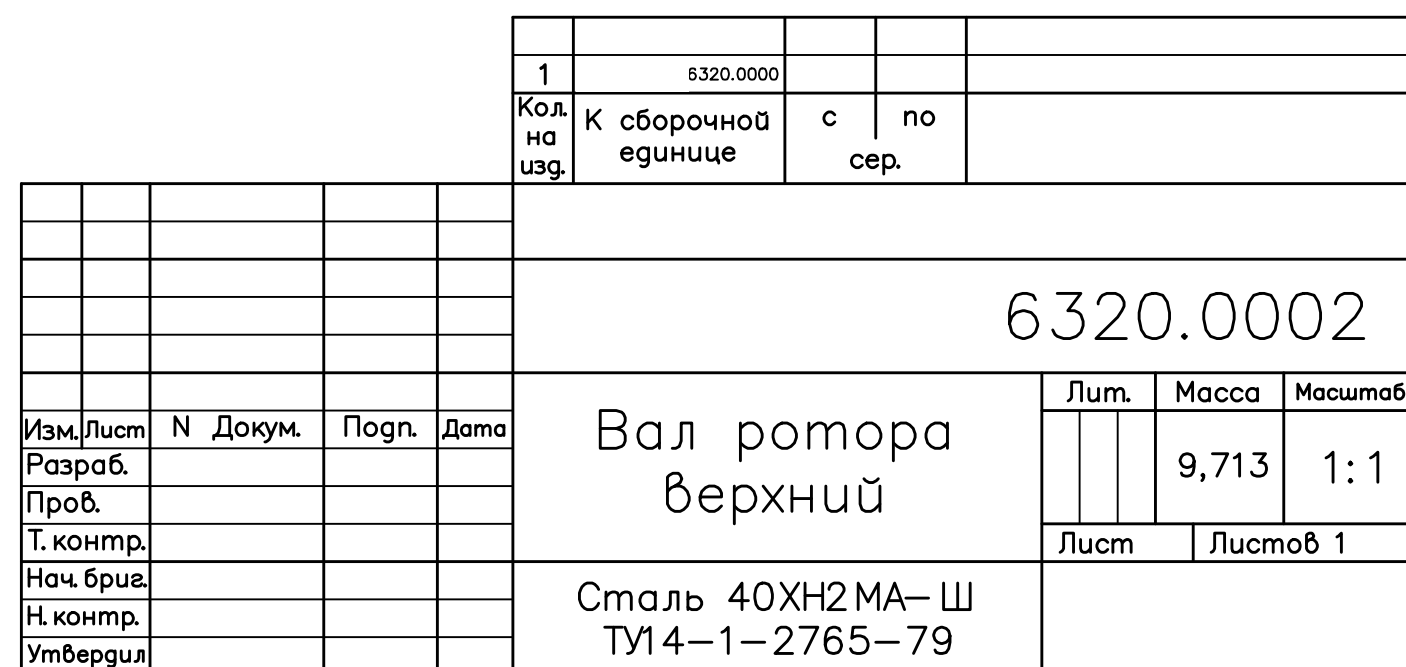 1 6320.0000
Кол. на изд. К сборочной единице с по сер.
6320.0002
Лит. Масса Масштаб
Изм. Лист N Докум. Подп. Дата
Вал ротора
верхний
Разраб.
9,713 1:1
Пров.
Т. контр.
Лист Листов 1
Нач. бриг.
Сталь 40ХН2МА-Ш
Н. контр.
ТУ14-1-2765-79
Утвердил